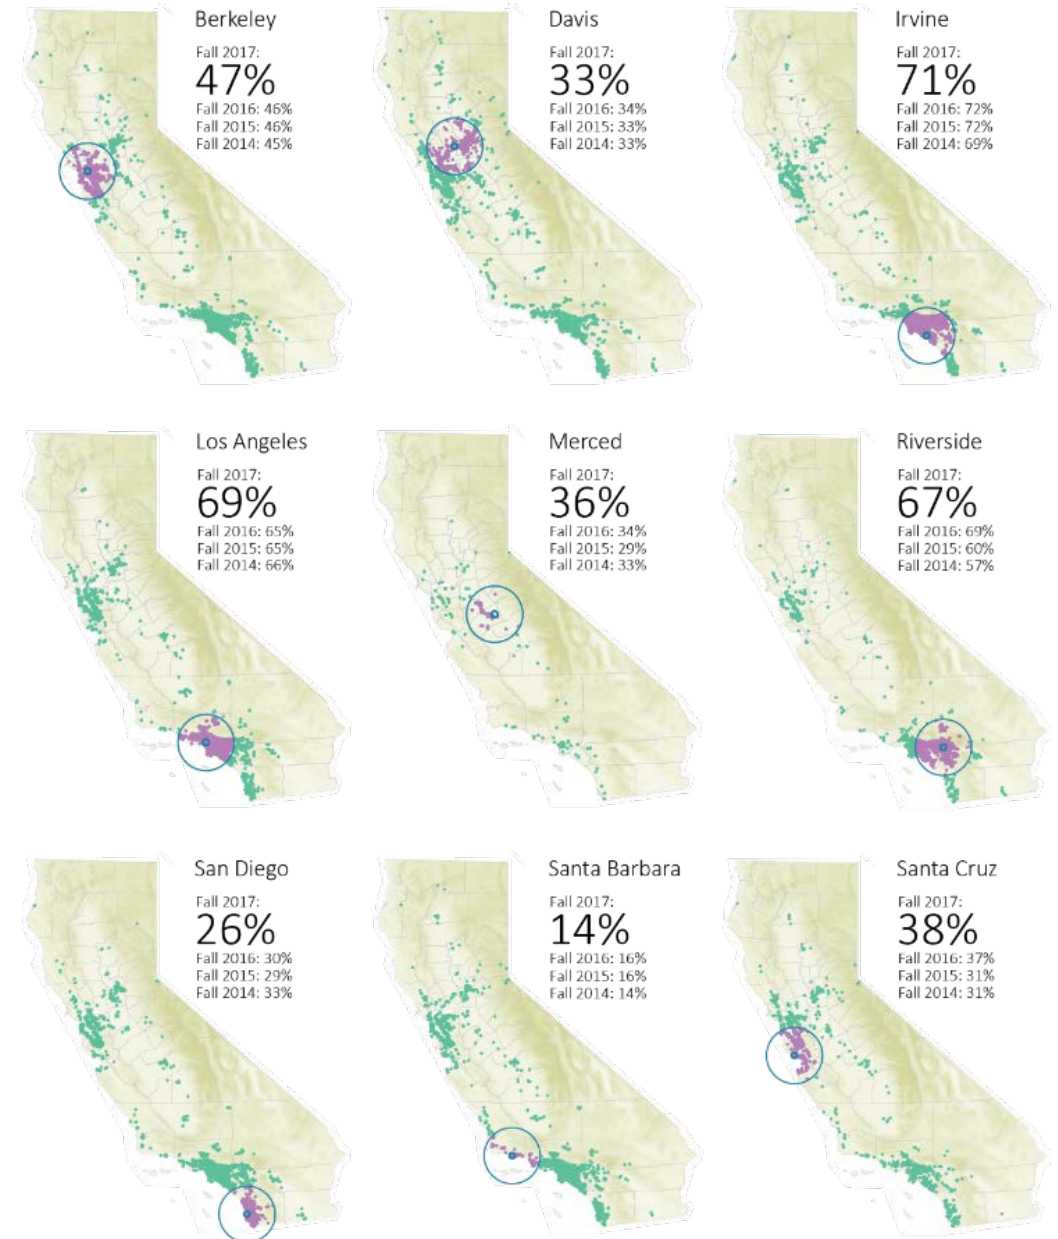 Berkeley
Fall 2017:
47%
Fall 2016: 46%
Fall 2015: 46%
Fall 2014: 45%
Davis
Fall 2017:
33%
Fall 2016: 34%
Fall 2015: 33%
Fall 2014: 33%
Irvine
Fall 2017:
71%
Fall 2016: 72%
Fall 2015: 72%
Fall 2014: 69%
Los Angeles
Fall 2017:
69%
Fall 2016: 65%
Fall 2015: 65%
Fall 2014: 66%
Merced
Fall 2017:
36%
Fall 2016: 34%
Fall 2015: 29%
Fall 2014: 33%
Riverside
Fall 2017:
67%
Fall 2016: 69%
Fall 2015: 60%
Fall 2014: 57%
San Diego
Fall 2017:
26%
Fall 2016: 30%
Fall 2015: 29%
Fall 2014: 33%
Santa Barbara
Fall 2017:
14%
Fall 2016: 16%
Fall 2015: 16%
Fall 2014: 14%
Santa Cruz
Fall 2017:
38%
Fall 2016: 37%
Fall 2015: 31%
Fall 2014: 31%